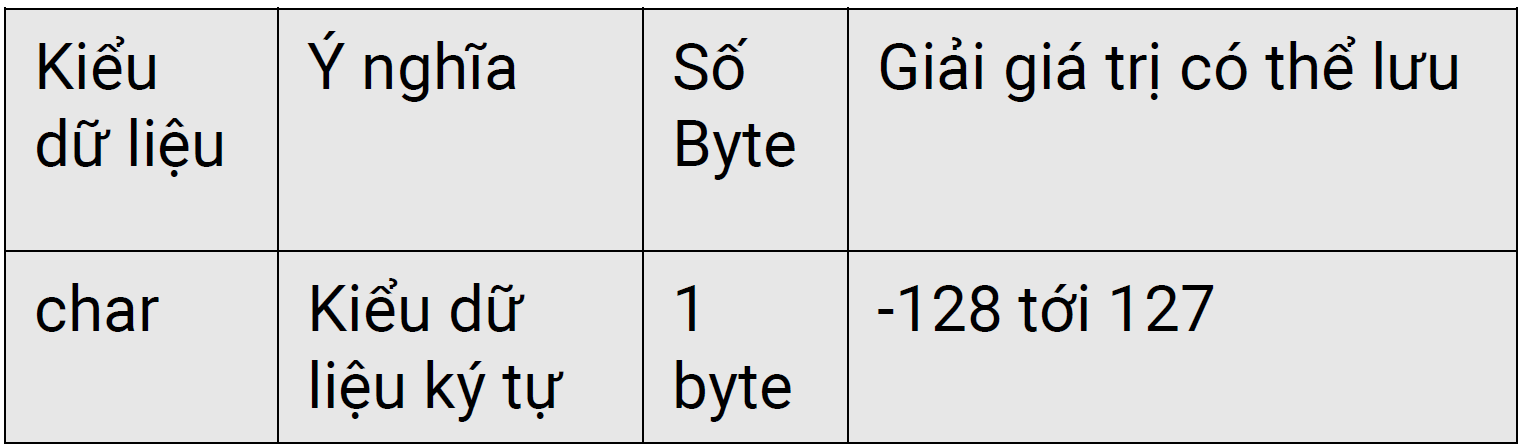 Kiểu
dữ liệu
Ý nghĩa
Số
Byte
Giải giá trị có thể lưu
char
Kiểu dữ
liệu ký tự
1
byte
-128 tới 127